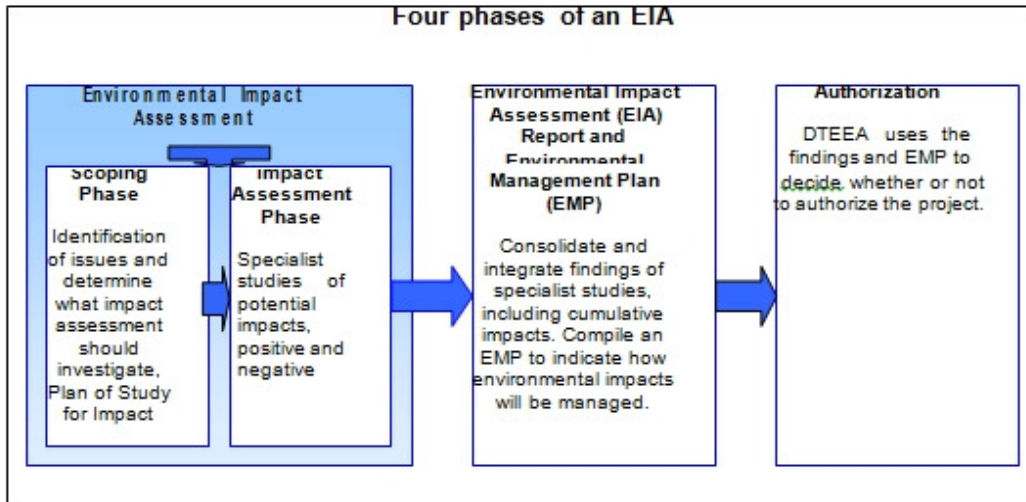 Four phases of an EIA
Environmental Impact
Assessment
Scoping
Phase
Identification
of issues and
determine
what impact
assessment
should
investigate,
Plan of Study
for Impact
Impact
Assessment
Phase
Specialist
studies of
potential
impacts,
positive and
negative
Environmental Impact
Assessment (EIA)
Report and
Environmental
Management Plan
(EMP)
Consolidate and
integrate findings of
specialist studies,
including cumulative
impacts. Compile an
EMP to indicate how
environmental impacts
will be managed.
Authorization
DTEEA uses the
findings and EMP to
decide whether or not
to authorize the project.